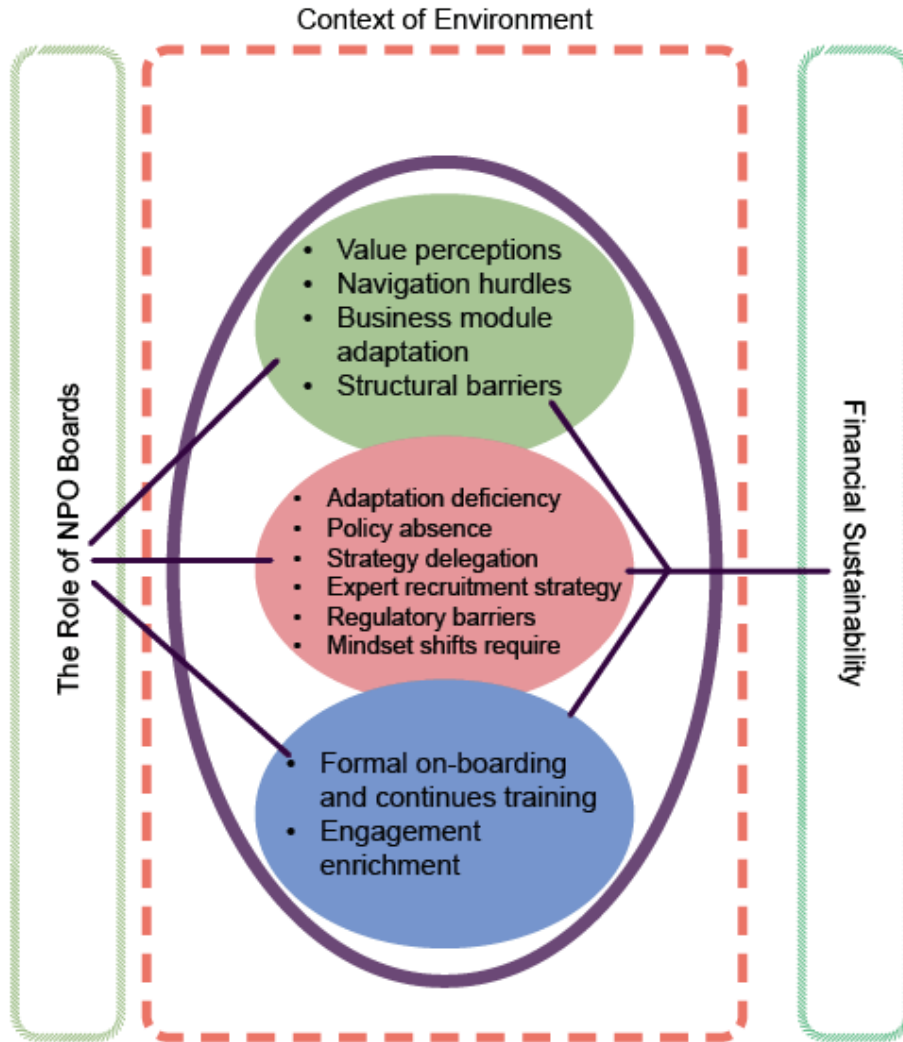 Context of Environment
The Role of NPO Boards
• Value perceptions
• Navigation hurdles
• Business module
adaptation
• Structural barriers
• Adaptation deficiency
• Policy absence
• Strategy delegation
• Expert recruitment strategy
• Regulatory barriers
• Mindset shifts require
• Formal on-boarding
and continues training
• Engagement
enrichment
Financial Sustainability